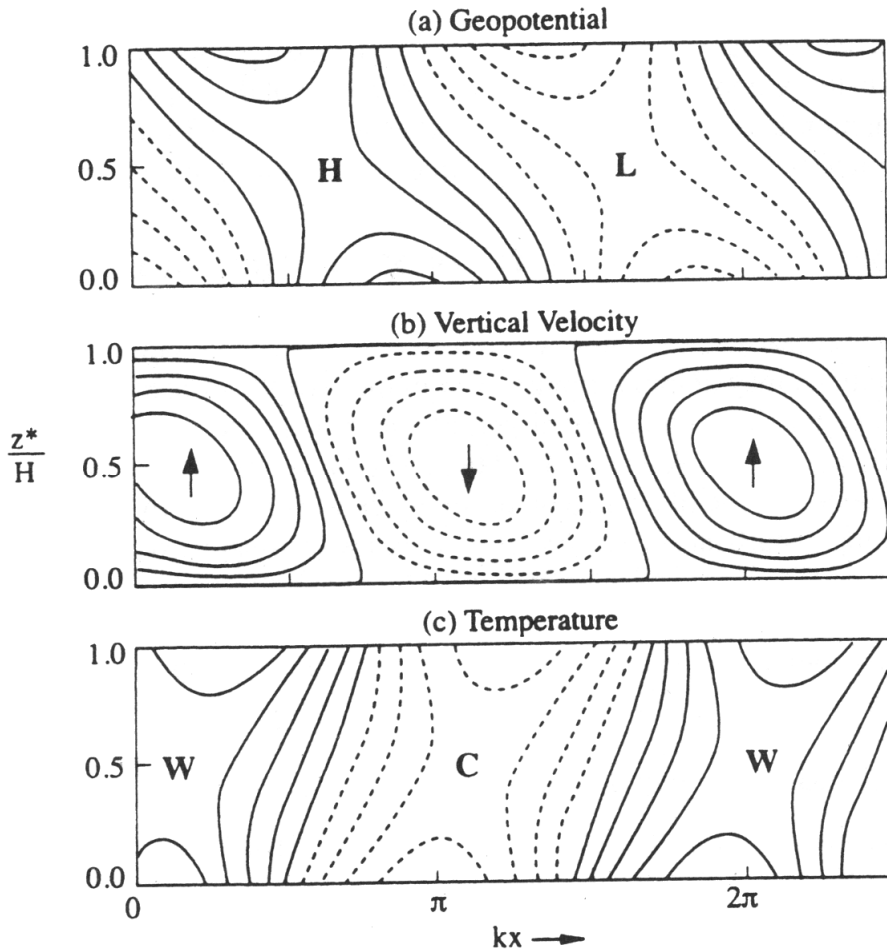 (a) Geopotential
1.0
H
L
0.5
0.0
(b) Vertical Velocity
1.0
z*
H
0.5
0.0
(c) Temperature
1.0
W
C
W
0.5
0.0
0
π
2π
kx